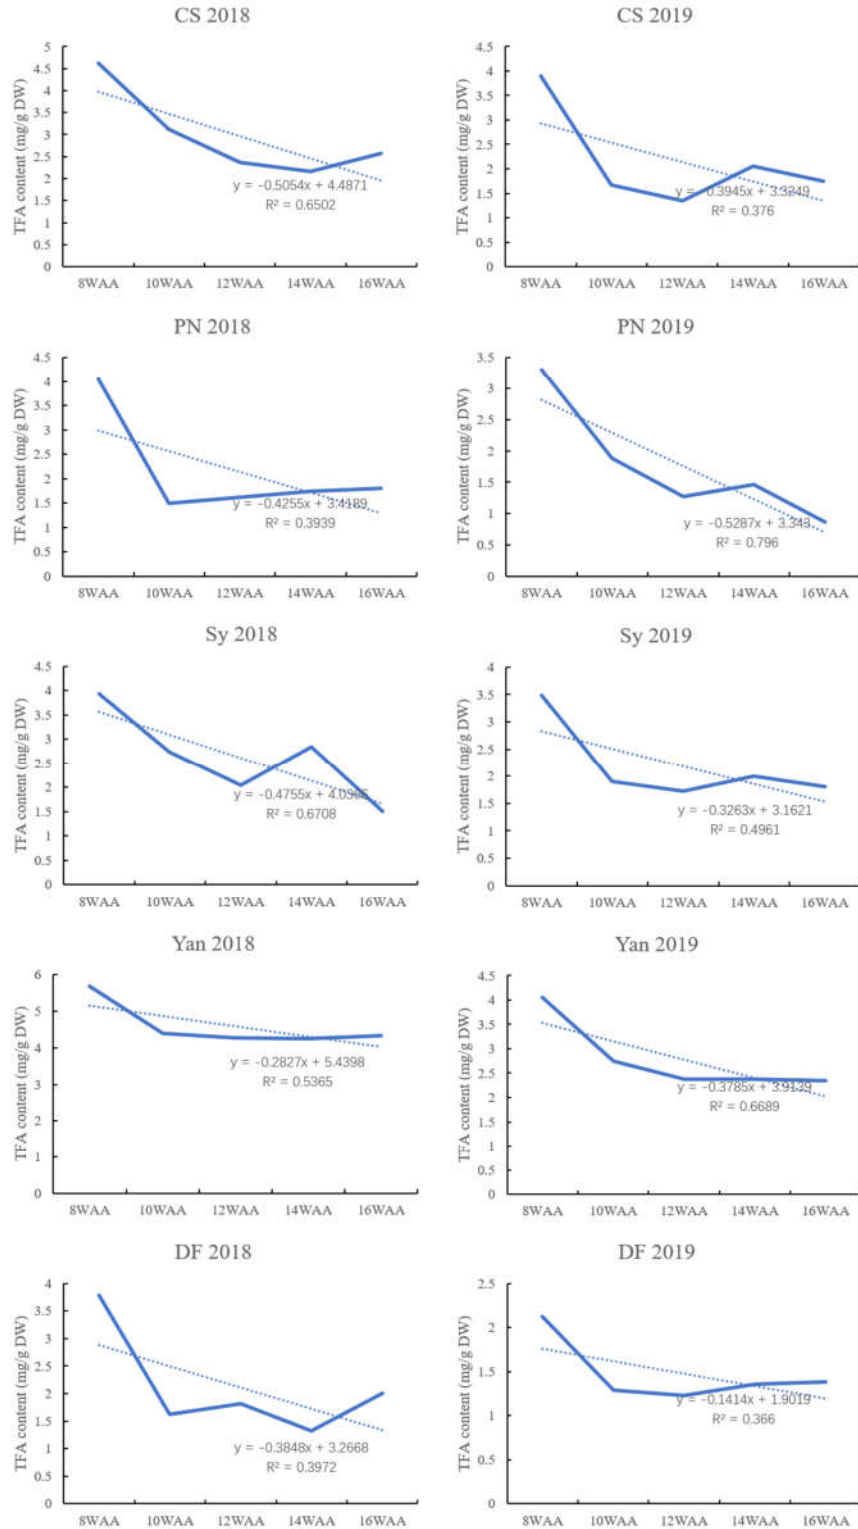 CS 2018
TFA content (mg/g DW)
5
4.5
4
3.5
3
2.5
2
1.5
1
0.5
0
y = −0.5054x + 4.4871
R² = 0.6502
8WAA 10WAA 12WAA 14WAA 16WAA
CS 2019
TFA content (mg/g DW)
4.5
4
3.5
3
2.5
2
1.5
1
0.5
0
y = −0.3945x + 3.3249
R² = 0.376
8WAA 10WAA 12WAA 14WAA 16WAA
PN 2018
TFA content (mg/g DW)
4.5
4
3.5
3
2.5
2
1.5
1
0.5
0
y = −0.4255x + 3.4189
R² = 0.3939
8WAA 10WAA 12WAA 14WAA 16WAA
PN 2019
TFA content (mg/g DW)
3.5
3
2.5
2
1.5
1
0.5
0
y = −0.5287x + 3.343
R² = 0.796
8WAA 10WAA 12WAA 14WAA 16WAA
Sy 2018
TFA content (mg/g DW)
4.5
4
3.5
3
2.5
2
1.5
1
0.5
0
y = −0.4755x +
R² = 0.6708
8WAA 10WAA 12WAA 14WAA 16WAA
Sy 2019
TFA content (mg/g DW)
4
3.5
3
2.5
2
1.5
1
0.5
0
y = −0.3263x + 3.1621
R² = 0.4961
8WAA 10WAA 12WAA 14WAA 16WAA
Yan 2018
TFA content (mg/g DW)
6
5
4
3
2
1
0
y = −0.2827x + 5.4398
R² = 0.5365
8WAA 10WAA 12WAA 14WAA 16WAA
Yan 2019
TFA content (mg/g DW)
4.5
4
3.5
3
2.5
2
1.5
1
0.5
0
y = −0.3785x + 3.9139
R² = 0.6689
8WAA 10WAA 12WAA 14WAA 16WAA
DF 2018
TFA content (mg/g DW)
4
3.5
3
2.5
2
1.5
1
0.5
0
y = −0.3848x + 3.2668
R² = 0.3972
8WAA 10WAA 12WAA 14WAA 16WAA
DF 2019
TFA content (mg/g DW)
2.5
2
1.5
1
0.5
0
y = −0.1414x + 1.9019
R² = 0.366
8WAA 10WAA 12WAA 14WAA 16WAA